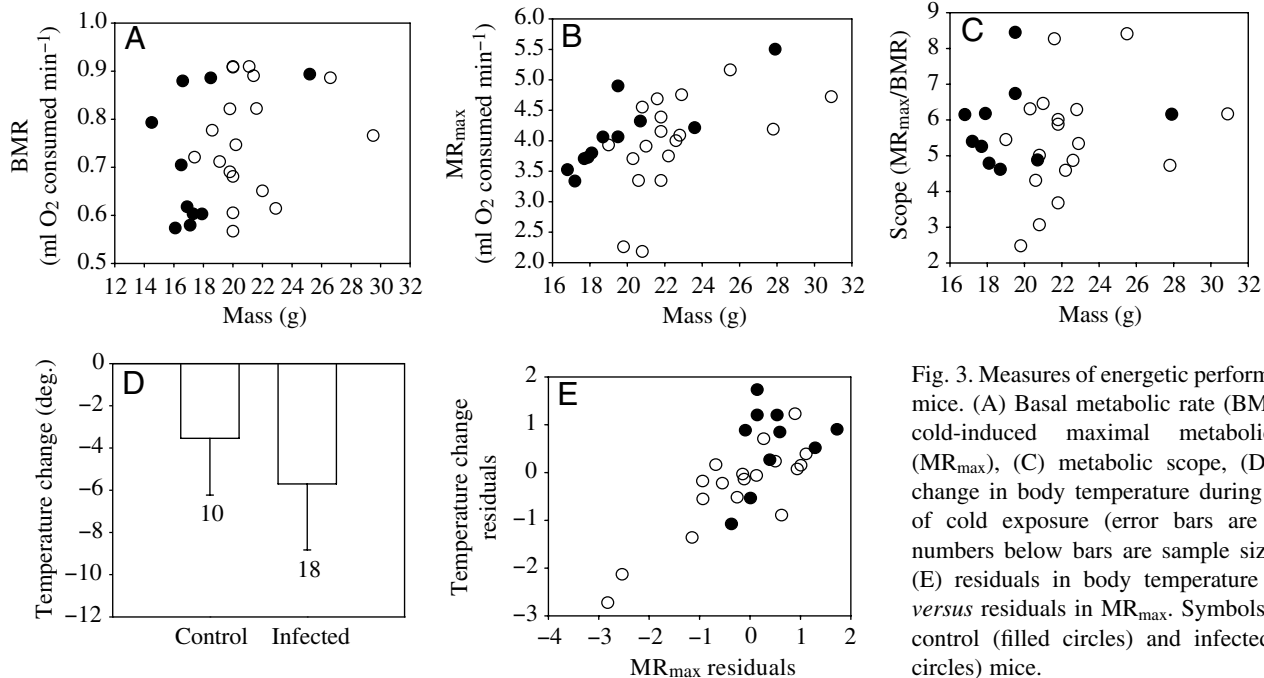 A
BMR
(ml O2 consumed min−1)
1.0
0.9
0.8
0.7
0.6
0.5
12 14 16 18 20 22 24 26 28 30 32
Mass (g)
B
MRmax
(ml O2 consumed min−1)
6.0
5.5
5.0
4.5
4.0
3.5
3.0
2.5
2.0
16 18 20 22 24 26 28 30 32
Mass (g)
C
Scope (MRmax/BMR)
9
8
7
6
5
4
3
2
16 18 20 22 24 26 28 30 32
Mass (g)
D
Temperature change (deg.)
0
−2
−4
−6
−8
−10
−12
10
18
Control Infected
E
Temperature change
residuals
2
1
0
−1
−2
−3
−4 −3 −2 −1 0 1 2
MRmax residuals
Fig. 3. Measures of energetic perform
mice. (A) Basal metabolic rate (BM
cold-induced maximal metabolic
(MRmax), (C) metabolic scope, (D
change in body temperature during
of cold exposure (error bars are
numbers below bars are sample siz
(E) residuals in body temperature
versus residuals in MRmax. Symbols
control (filled circles) and infected
circles) mice.